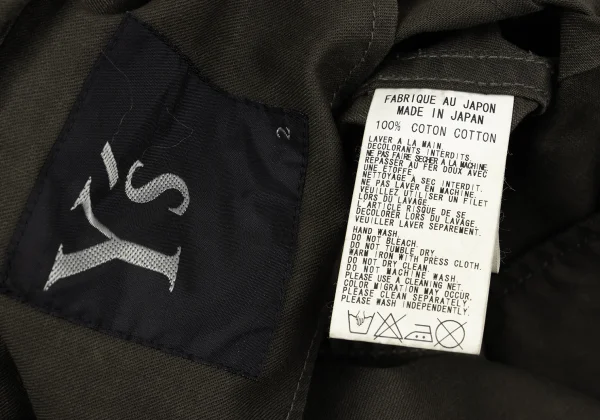 Y's
2
FABRIQUE AU JAPON
MADE IN JAPAN
100% COTON COTTON
LAVER A LA MAIN.
DECOLORANTS INTERDITS.
NE PAS FAIRE SECHER A LA MACHINE
REPASSER AU FER DOUX AVEC
UNE ETOFFE.
NETTOYAGE A SEC INTERDIT.
NE PAS LAVER EN MACHINE.
VEUILLEZ UTILISER UN FILET
LORS DU LAVAGE.
L'ARTICLE RISQUE DE SE
DECOLORER LORS DU LAVAGE.
VEUILLER LAVER SEPAREMENT.
HAND WASH.
DO NOT BLEACH.
DO NOT TUMBLE DRY
WARM IRON WITH PRESS CLOTH.
DO NOT DRY CLEAN.
DO NOT MACHINE WASH.
PLEASE USE A CLEANING NET.
COLOR MIGRATION MAY OCCUR.
PLEASE CLEAN SEPARATELY.
PLEASE WASH INDEPENDENTLY.